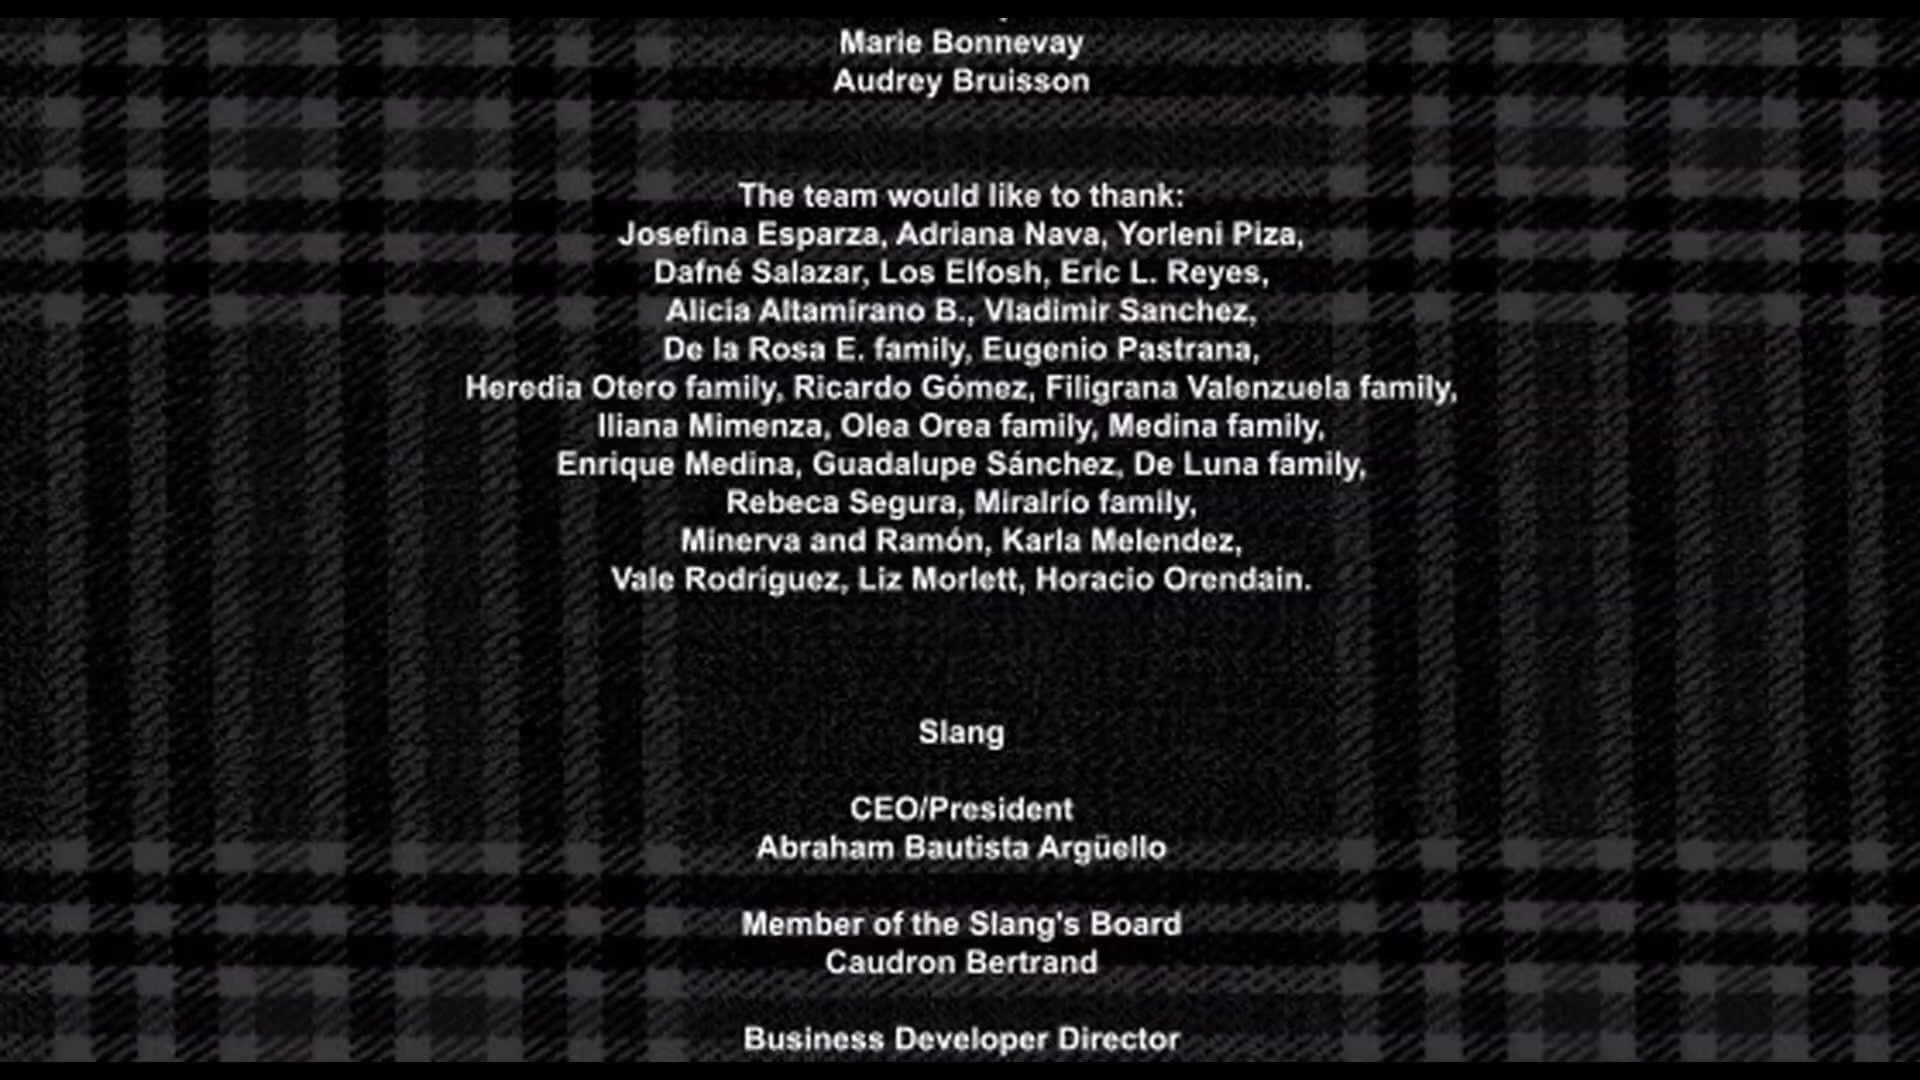 Marie Bonnevay
Audrey Bruisson
The team would like to thank:
Josefina Esparza, Adriana Nava, Yorleni Piza,
Dafné Salazar, Los Elfosh, Eric L. Reyes,
Alicia Altamirano B., Vladimir Sanchez,
De la Rosa E. family, Eugenio Pastrana,
Heredia Otero family, Ricardo Gómez, Filigrana Valenzuela family,
Iliana Mimenza, Olea Orea family, Medina family,
Enrique Medina, Guadalupe Sánchez, De Luna family,
Rebeca Segura, Miralrío family,
Minerva and Ramón, Karla Melendez,
Vale Rodríguez, Liz Morlett, Horacio Orendain.
Slang
CEO/President
Abraham Bautista Argüello
Member of the Slang's Board
Caudron Bertrand
Business Developer Director